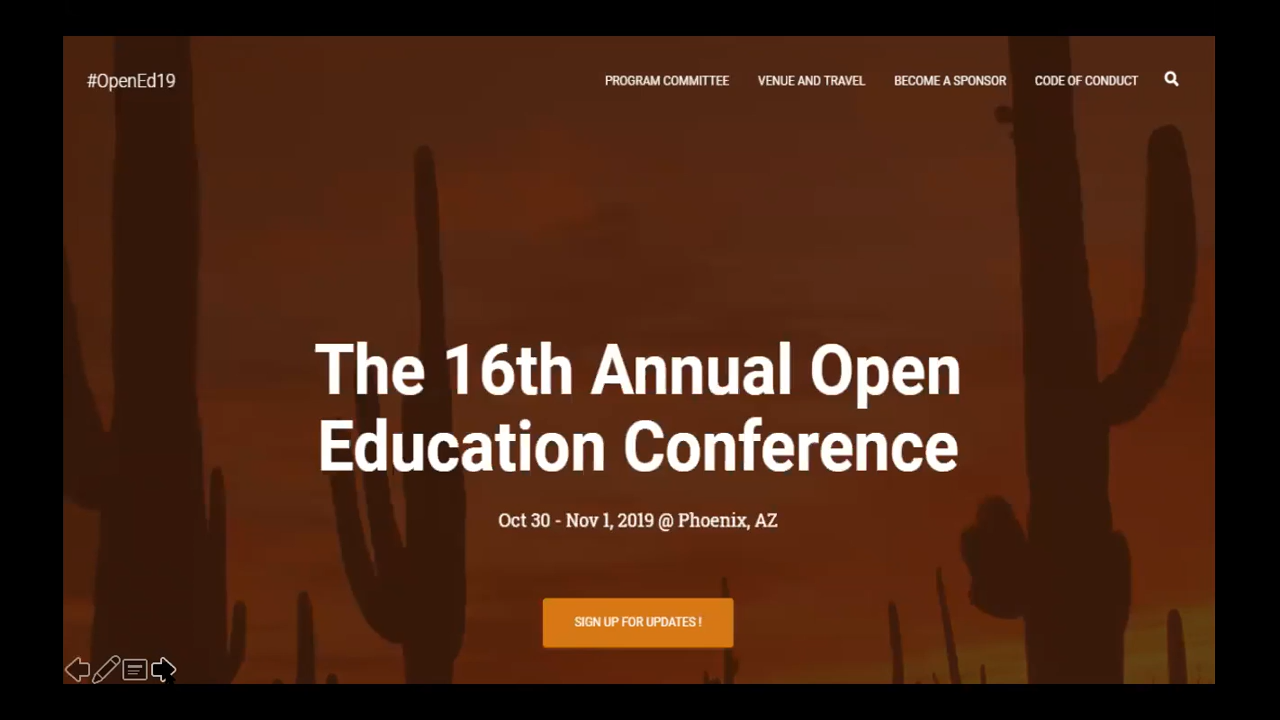 #OpenEd19
PROGRAM COMMITTEE VENUE AND TRAVEL BECOME A SPONSOR CODE OF CONDUCT
The 16th Annual Open
Education Conference
Oct 30 - Nov 1, 2019 @ Phoenix, AZ
SIGN UP FOR UPDATES !